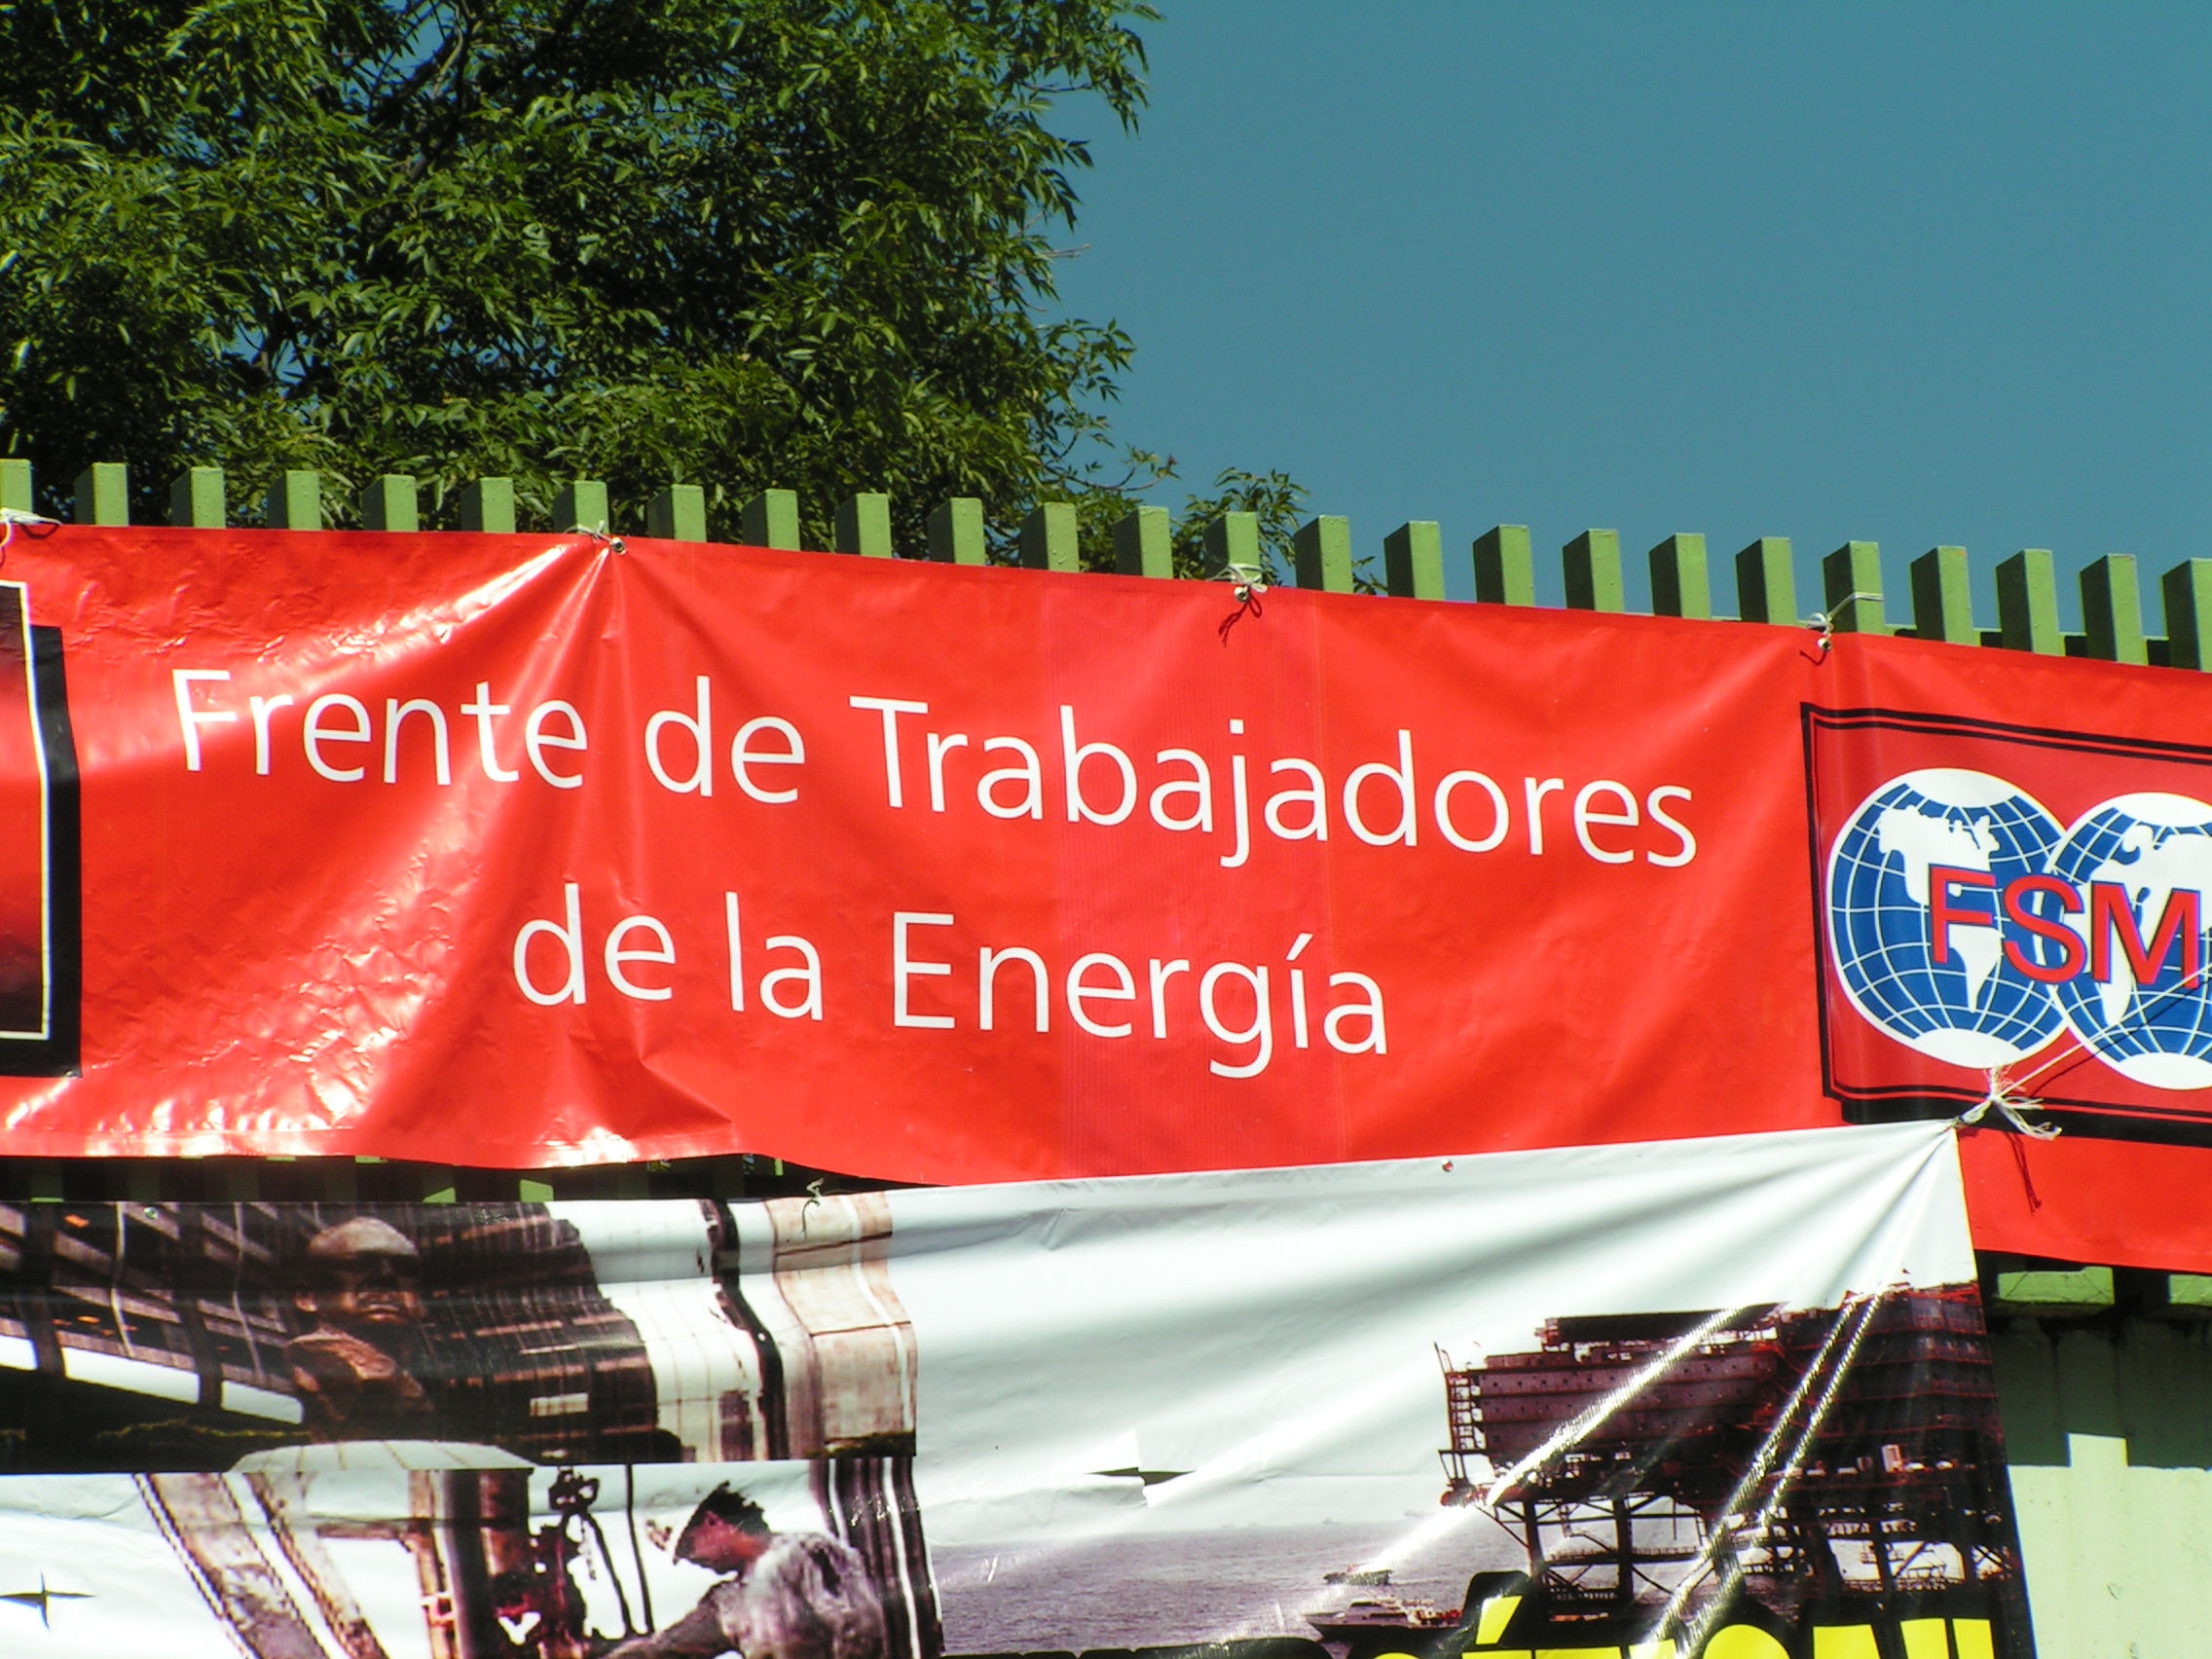 Frente de Trabajadores
de la Energía
FSM